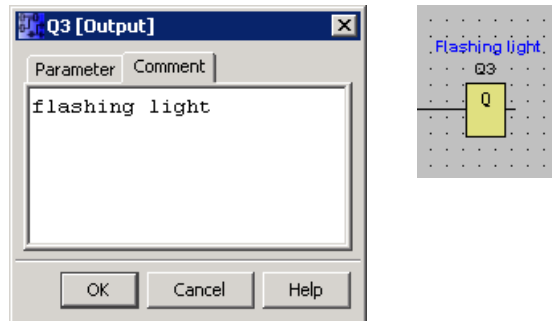 Q3 [Output]
Parameter Comment
flashing light
OK Cancel Help
Flashing light
Q3
Q